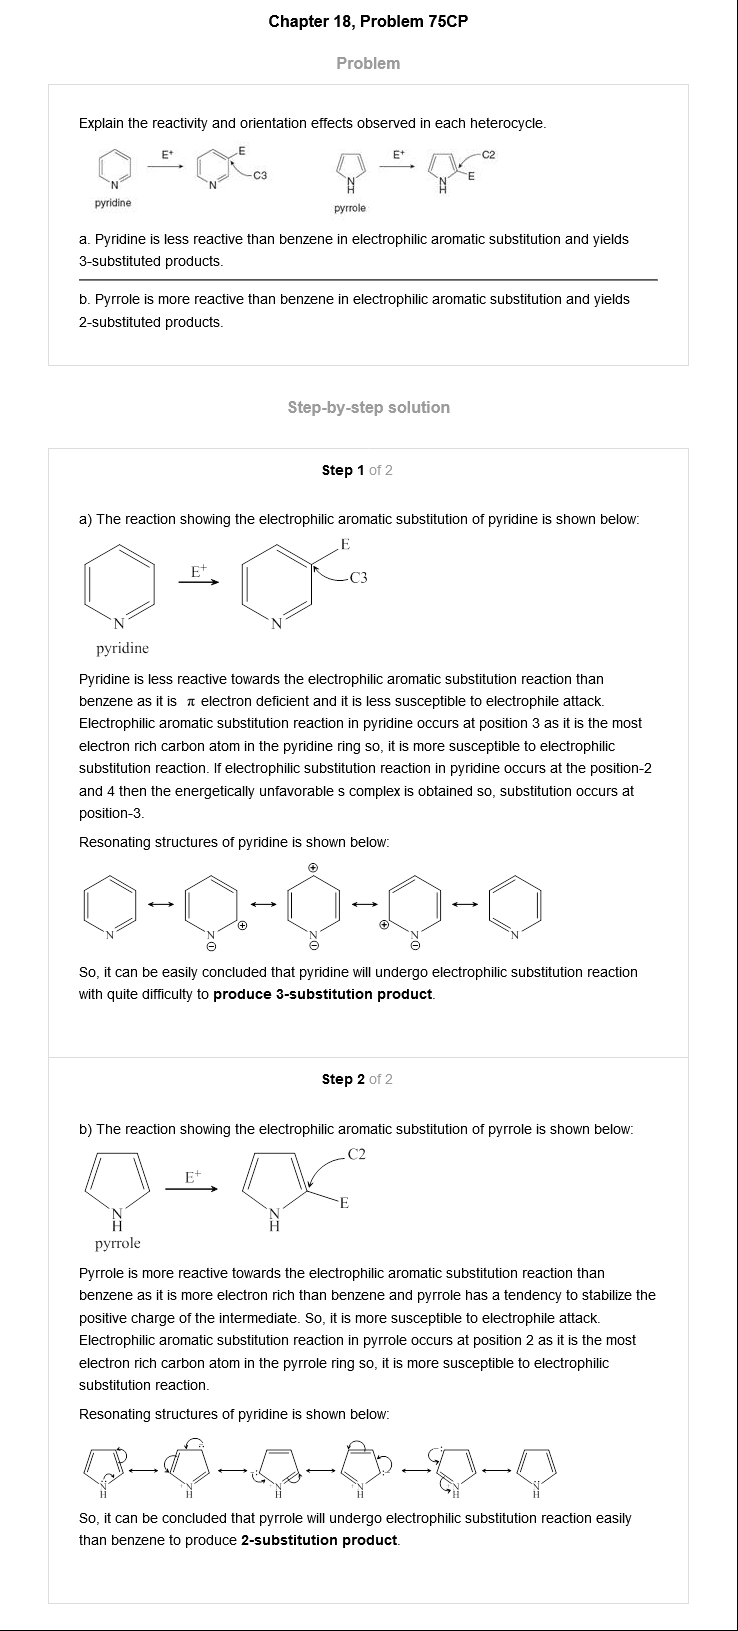 Chapter 18, Problem 75CP
Problem
Explain the reactivity and orientation effects observed in each heterocycle.
E+
E
C3
N
N
pyridine
E+
C2
E
N
H
N
H
pyrrole
a. Pyridine is less reactive than benzene in electrophilic aromatic substitution and yields
3-substituted products.
b. Pyrrole is more reactive than benzene in electrophilic aromatic substitution and yields
2-substituted products.
Step-by-step solution
Step 1 of 2
a) The reaction showing the electrophilic aromatic substitution of pyridine is shown below:
E
E+
C3
N
N
pyridine
Pyridine is less reactive towards the electrophilic aromatic substitution reaction than
benzene as it is π electron deficient and it is less susceptible to electrophile attack.
Electrophilic aromatic substitution reaction in pyridine occurs at position 3 as it is the most
electron rich carbon atom in the pyridine ring so, it is more susceptible to electrophilic
substitution reaction. If electrophilic substitution reaction in pyridine occurs at the position-2
and 4 then the energetically unfavorable s complex is obtained so, substitution occurs at
position-3.
Resonating structures of pyridine is shown below:
⊕
N
N
⊕
⊖
N
⊖
⊕
N
⊖
N
So, it can be easily concluded that pyridine will undergo electrophilic substitution reaction
with quite difficulty to produce 3-substitution product.
Step 2 of 2
b) The reaction showing the electrophilic aromatic substitution of pyrrole is shown below:
C2
E+
E
N
H
N
H
pyrrole
Pyrrole is more reactive towards the electrophilic aromatic substitution reaction than
benzene as it is more electron rich than benzene and pyrrole has a tendency to stabilize the
positive charge of the intermediate. So, it is more susceptible to electrophile attack.
Electrophilic aromatic substitution reaction in pyrrole occurs at position 2 as it is the most
electron rich carbon atom in the pyrrole ring so, it is more susceptible to electrophilic
substitution reaction.
Resonating structures of pyridine is shown below:
N
H
N
H
N
H
N
H
N
H
N
H
So, it can be concluded that pyrrole will undergo electrophilic substitution reaction easily
than benzene to produce 2-substitution product.